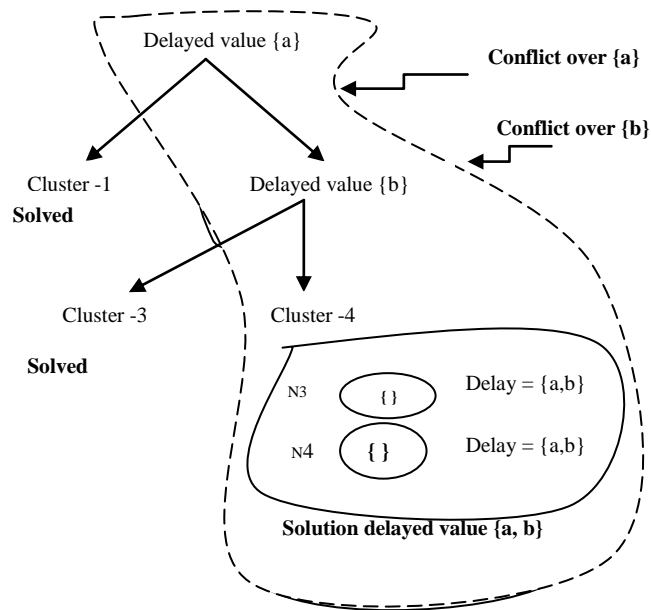 Delayed value {a}
Conflict over {a}
Conflict over {b}
Cluster -1
Delayed value {b}
Solved
Cluster -3
Cluster -4
Solved
N3
{ }
Delay = {a,b}
N4
{ }
Delay = {a,b}
Solution delayed value {a, b}